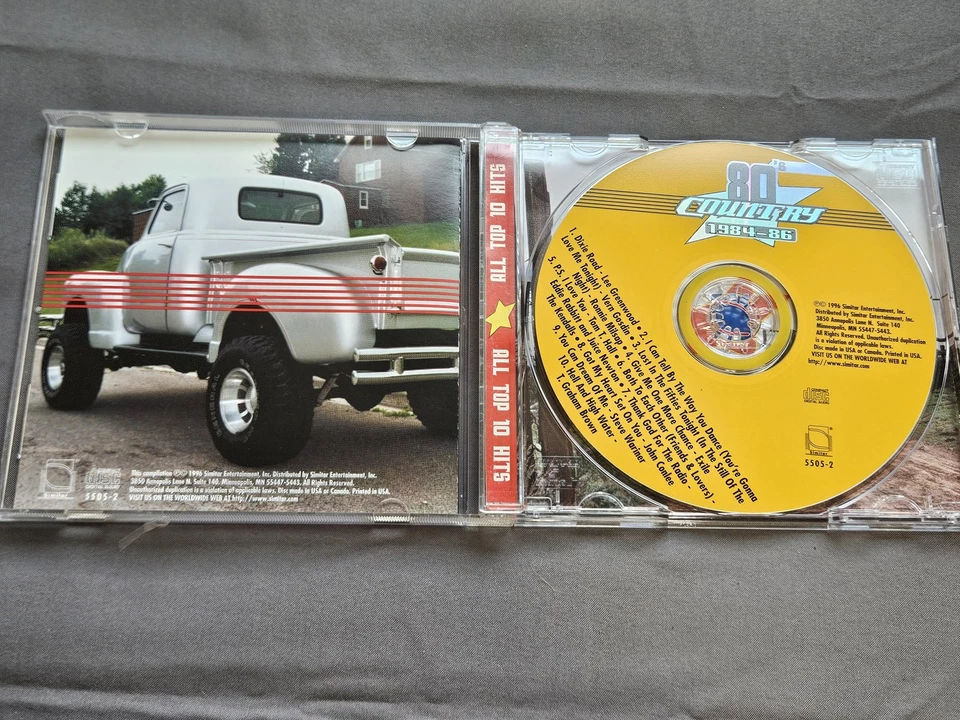 This compilation ℗© 1996 Simitar Entertainment, Inc. Distributed by Simitar Entertainment, Inc.
3850 Annapolis Lane N. Suite 140. Minneapolis, MN 55447-5443. All Rights Reserved.
Unauthorized duplication is a violation of applicable laws. Disc made in USA or Canada. Printed in USA.
VISIT US ON THE WORLDWIDE WEB AT http://www.simitar.com
Simitar
COMPACT
disc
DIGITAL AUDIO
5505-2
ALL TOP 10 HITS
ALL TOP 10 HITS
80's
COUNTRY
1984-86
1. Dixie Road - Lee Greenwood • 2. I Can Tell By The Way You Dance (You're Gonna
Love Me Tonight) - Vern Gosdin • 3. Lost In The Fifties Tonight (In The Still Of The
Night) - Ronnie Milsap • 4. Give Me One More Chance - Exile
5. P.S. I Love You - Tom T. Hall • 6. Both To Each Other (Friends & Lovers) -
Eddie Rabbitt and Juice Newton • 7. Thank God For The Radio -
The Kendalls • 8. Got My Heart Set On You - John Conlee
9. You Can Dream Of Me - Steve Wariner
10. Hell And High Water -
T. Graham Brown
℗© 1996 Simitar Entertainment, Inc.
Distributed by Simitar Entertainment, Inc.
3850 Annapolis Lane N. Suite 140
Minneapolis, MN 55447-5443.
All Rights Reserved. Unauthorized duplication
is a violation of applicable laws.
Disc made in USA or Canada. Printed in USA.
VISIT US ON THE WORLDWIDE WEB AT
http://www.simitar.com
COMPACT
disc
DIGITAL AUDIO
Simitar
5505-2